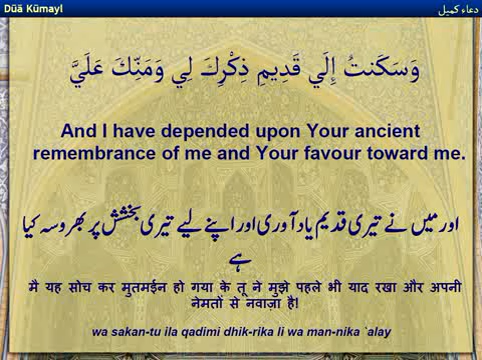 Dūā Kūmayl
دعاء كميل
وَسَكَنتُ إِلَي قَدِيمِ ذِكْرِكَ لِي وَمَنِّكَ عَلَيَّ
And I have depended upon Your ancient
remembrance of me and Your favour toward me.
اور میں نے تیری قدیم یاد آوری اور اپنے لیے تیری بخشش پر بھروسہ کیا
ہے
मै यह सोच कर मुतमईन हो गया के तू ने मुझे पहले भी याद रखा और अपनी
नेमतों से नवाज़ा है!
wa sakan-tu ila qadimi dhik-rika li wa man-nika `alay